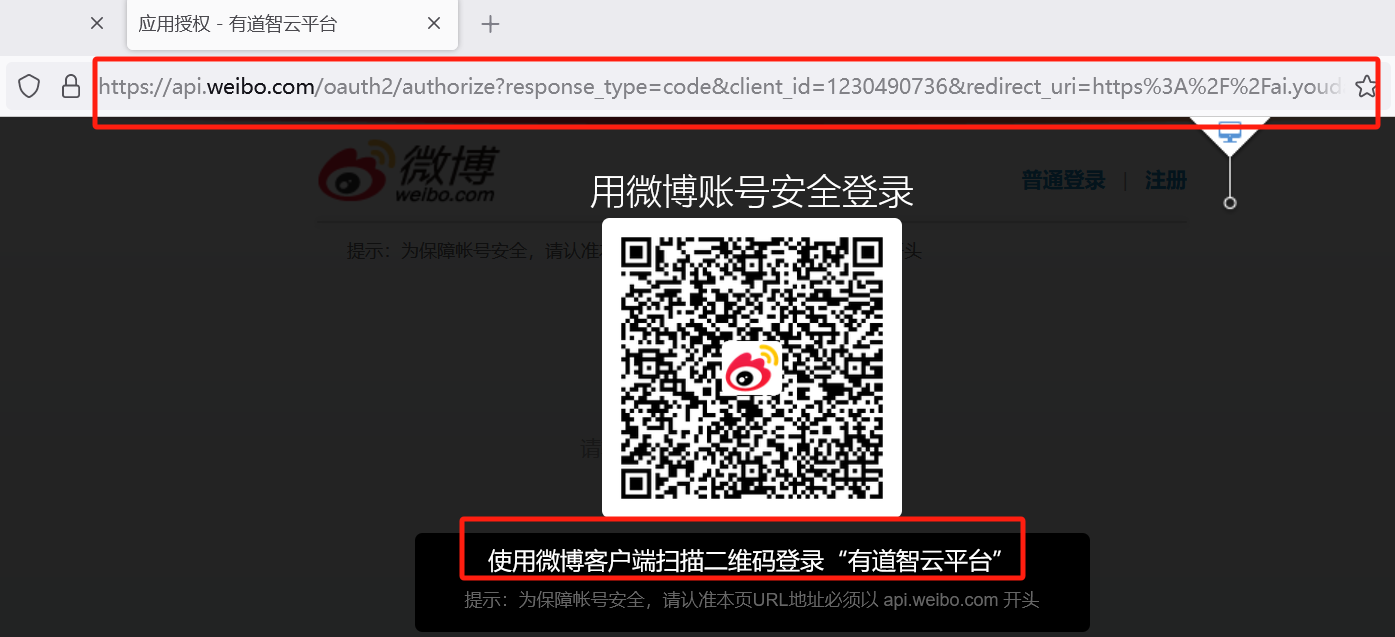 应用授权 - 有道智云平台
https://api.weibo.com/oauth2/authorize?response_type=code&client_id=1230490736&redirect_uri=https%3A%2F%2Fai.youd
微博
weibo.com
用微博账号安全登录
普通登录 | 注册
提示：为保障帐号安全，请认准
头
请
使用微博客户端扫描二维码登录“有道智云平台”
提示：为保障帐号安全，请认准本页URL地址必须以 api.weibo.com 开头